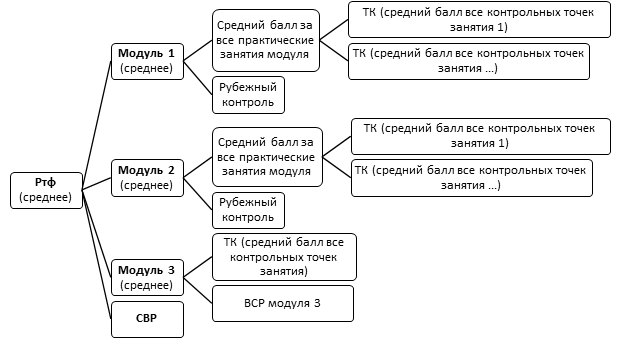 Ртф
(среднее)
Модуль 1
(среднее)
Средний балл за
все практические
занятия модуля
ТК (средний балл все контрольных точек
занятия 1)
ТК (средний балл все контрольных точек
занятия ...)
Рубежный
контроль
Модуль 2
(среднее)
Средний балл за
все практические
занятия модуля
ТК (средний балл все контрольных точек
занятия 1)
ТК (средний балл все контрольных точек
занятия ...)
Рубежный
контроль
Модуль 3
(среднее)
ТК (средний балл все
контрольных точек
занятия)
ВСР модуля 3
СВР